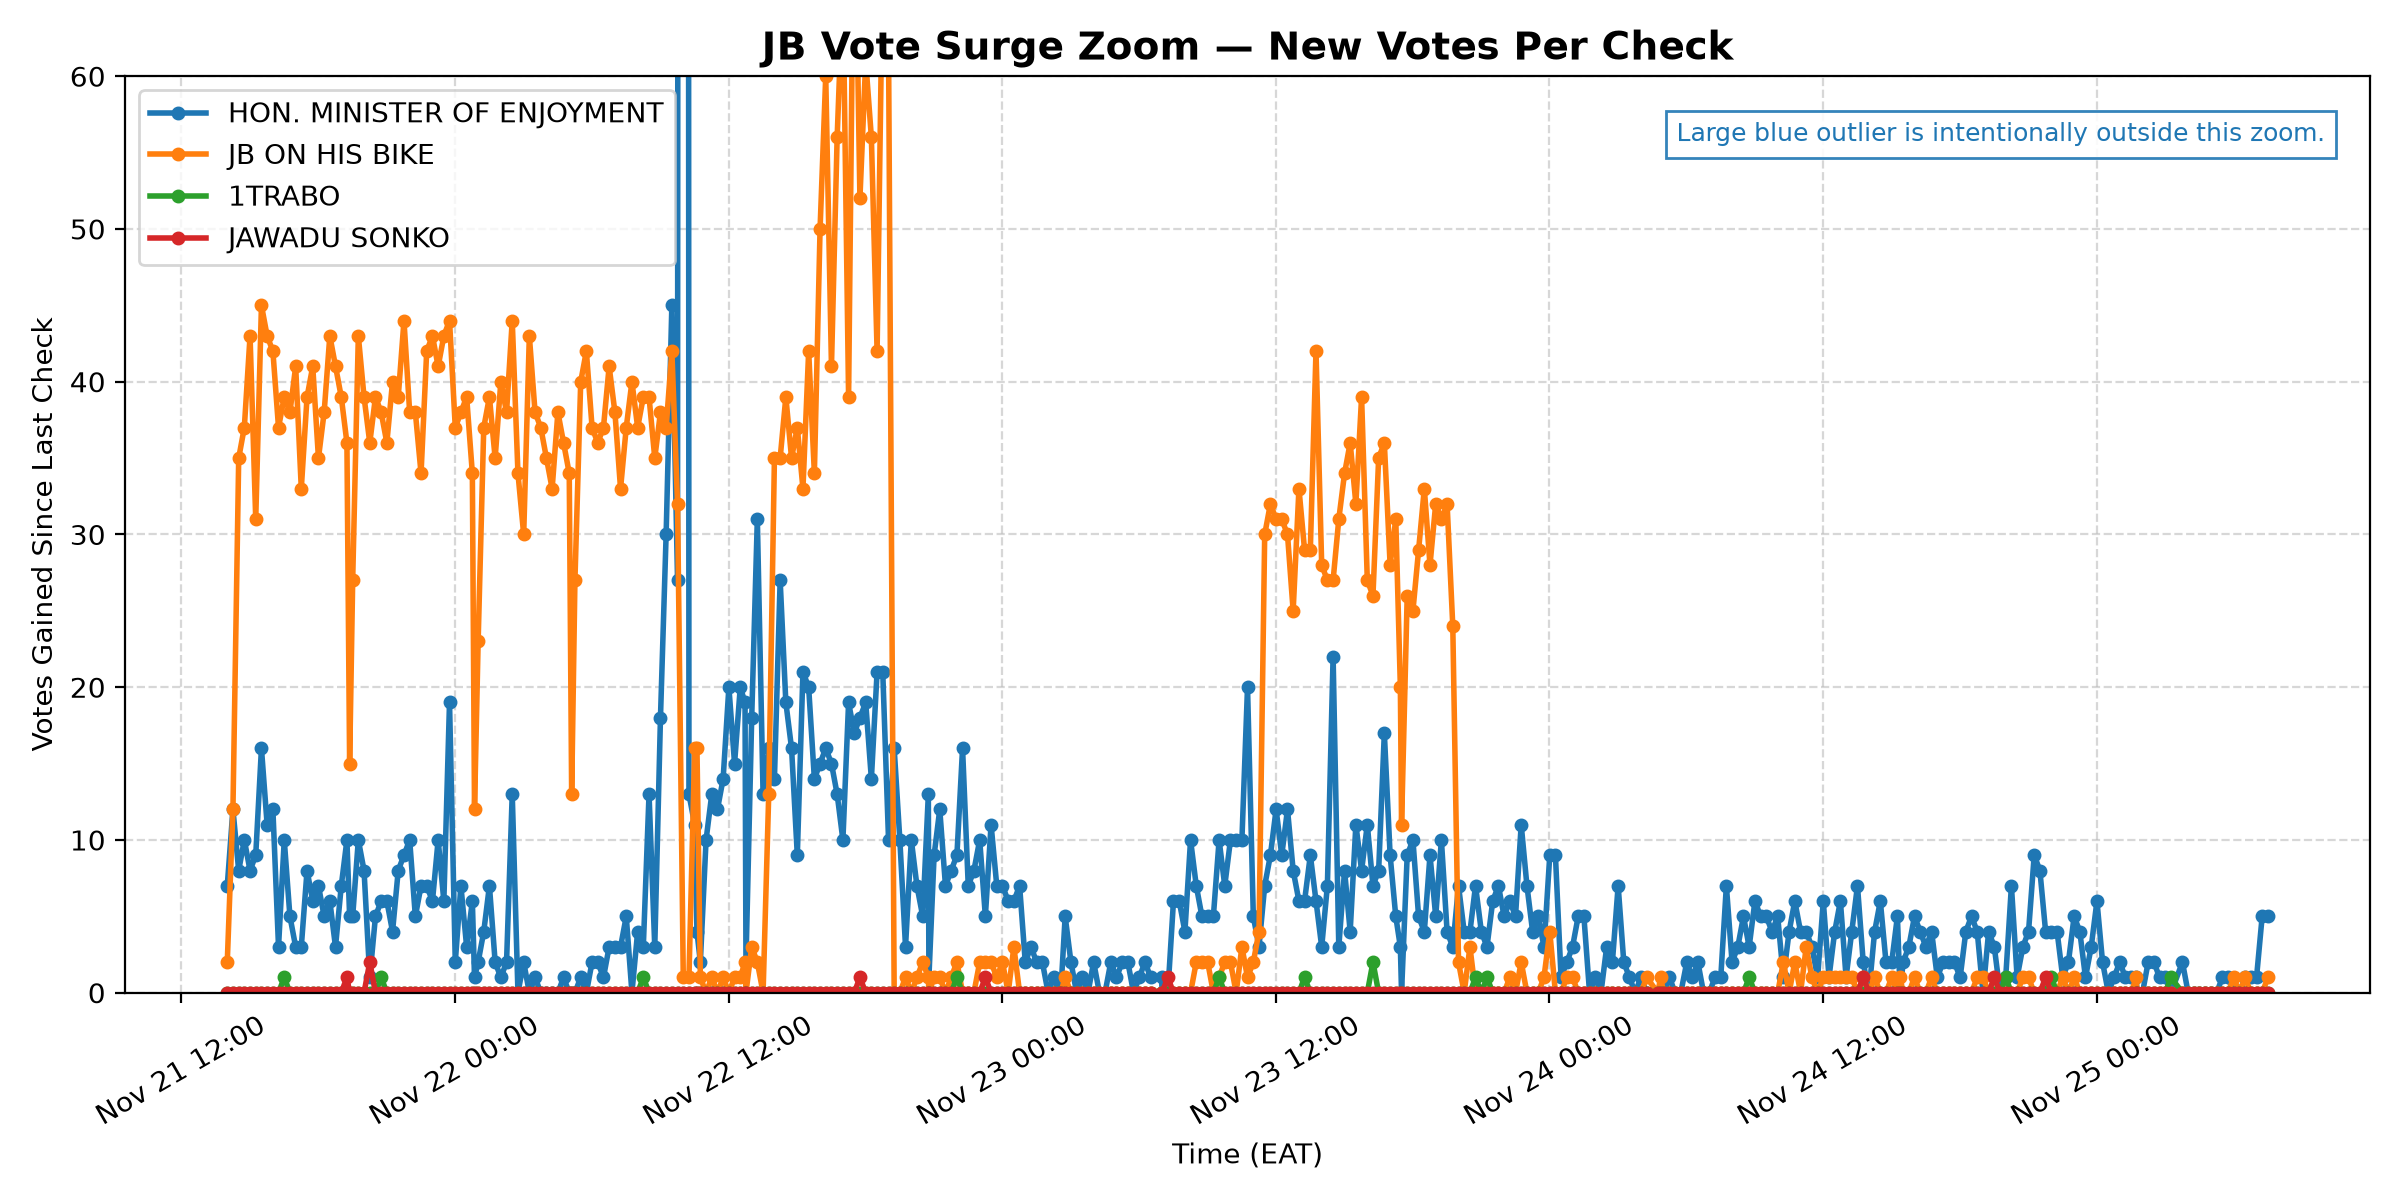 JB Vote Surge Zoom — New Votes Per Check
60
50
40
30
20
10
0
Votes Gained Since Last Check
HON. MINISTER OF ENJOYMENT
JB ON HIS BIKE
1TRABO
JAWADU SONKO
Large blue outlier is intentionally outside this zoom.
Nov 21 12:00
Nov 22 00:00
Nov 22 12:00
Nov 23 00:00
Nov 23 12:00
Nov 24 00:00
Nov 24 12:00
Nov 25 00:00
Time (EAT)